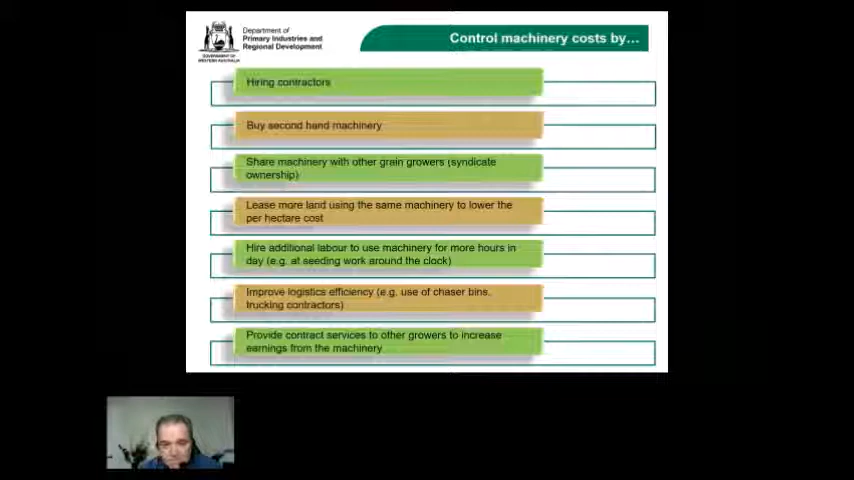 Department of
Primary Industries and
Regional Development
GOVERNMENT OF
WESTERN AUSTRALIA
Control machinery costs by...
Hiring contractors
Buy second hand machinery
Share machinery with other grain growers (syndicate
ownership)
Lease more land using the same machinery to lower the
per hectare cost
Hire additional labour to use machinery for more hours in
day (e.g. at seeding work around the clock)
Improve logistics efficiency (e.g. use of chaser bins,
trucking contractors)
Provide contract services to other growers to increase
earnings from the machinery